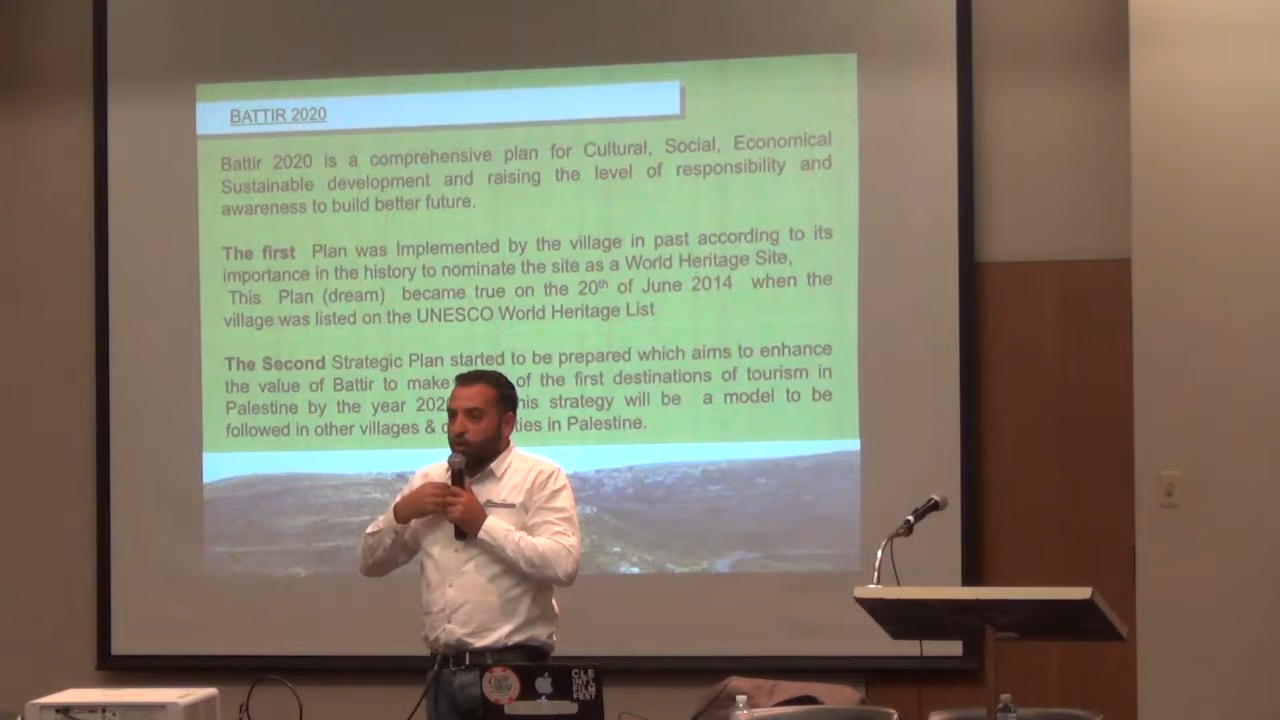 BATTIR 2020
Battir 2020 is a comprehensive plan for Cultural, Social, Economical
Sustainable development and raising the level of responsibility and
awareness to build better future.
The first Plan was Implemented by the village in past according to its
importance in the history to nominate the site as a World Heritage Site,
This Plan (dream) became true on the 20th of June 2014 when the
village was listed on the UNESCO World Heritage List
The Second Strategic Plan started to be prepared which aims to enhance
the value of Battir to make of the first destinations of tourism in
Palestine by the year 202 his strategy will be a model to be
followed in other villages & ties in Palestine.
CLE
INT'L
FILM
FEST